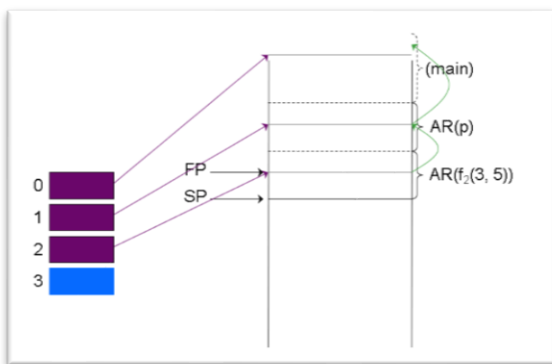 (main)
AR(p)
FP
AR(f₂(3, 5))
SP
0
1
2
3